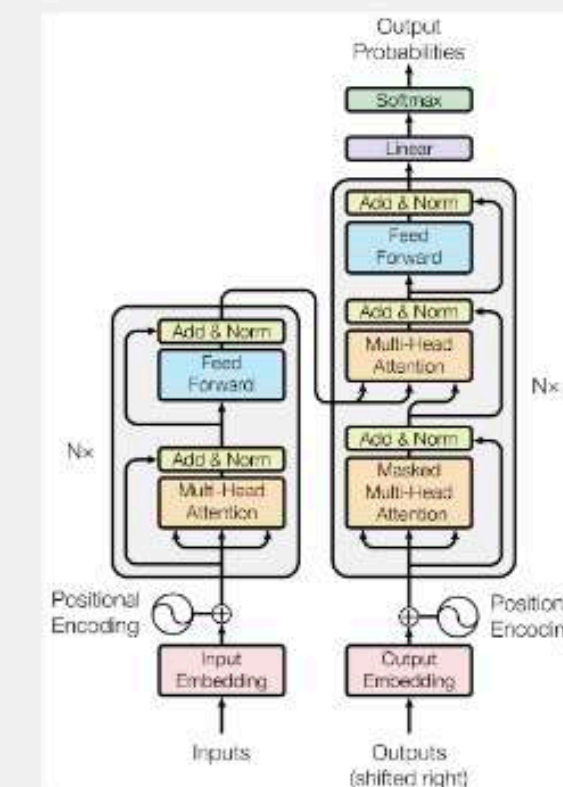 Output
Probabilities
Softmax
Linear
Add & Norm
Feed
Forward
Add & Norm
Multi-Head
Attention
Add & Norm
Masked
Multi-Head
Attention
Nx
Add & Norm
Feed
Forward
Add & Norm
Multi-Head
Attention
Nx
Positional
Encoding
Input
Embedding
Inputs
Position
Encodin
Output
Embedding
Outputs
(shifted right)